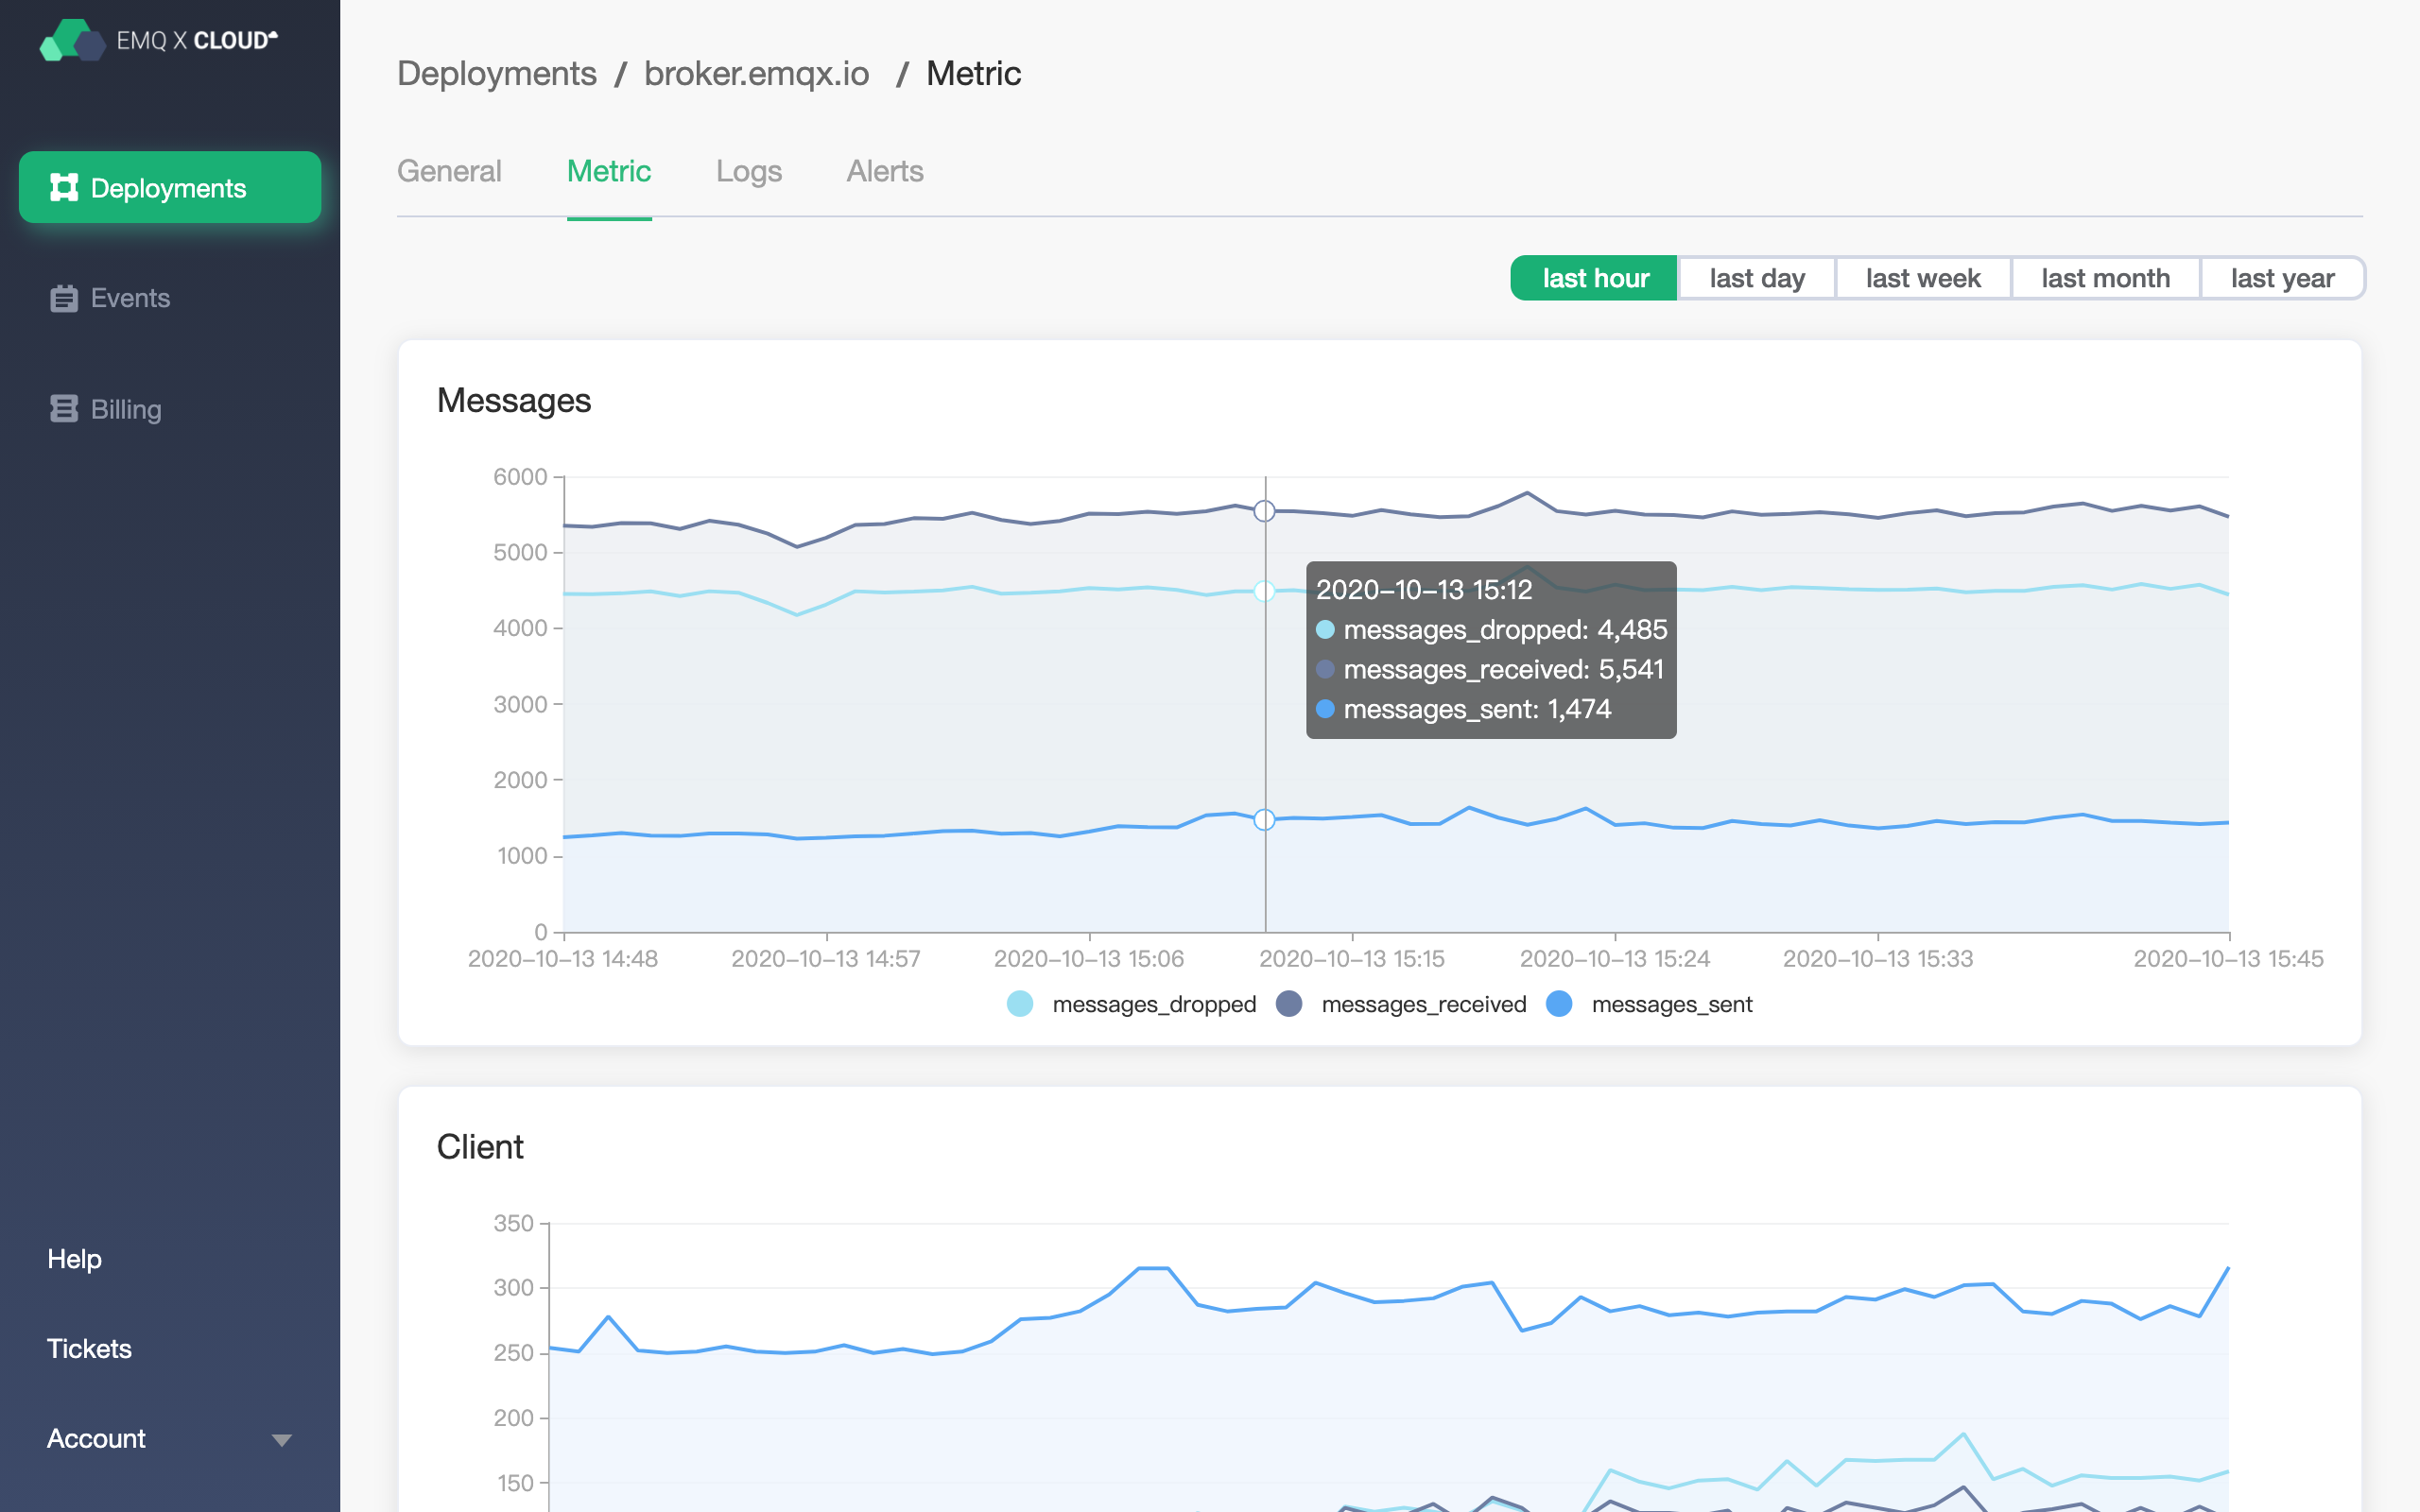 EMQ X CLOUD
Deployments
Events
Billing
Help
Tickets
Account
Deployments / broker.emqx.io / Metric
General Metric Logs Alerts
last hour last day last week last month last year
Messages
6000
5000
4000
3000
2000
1000
0
2020-10-13 15:12
messages_dropped: 4,485
messages_received: 5,541
messages_sent: 1,474
2020-10-13 14:48 2020-10-13 14:57 2020-10-13 15:06 2020-10-13 15:15 2020-10-13 15:24 2020-10-13 15:33 2020-10-13 15:45
messages_dropped messages_received messages_sent
Client
350
300
250
200
150